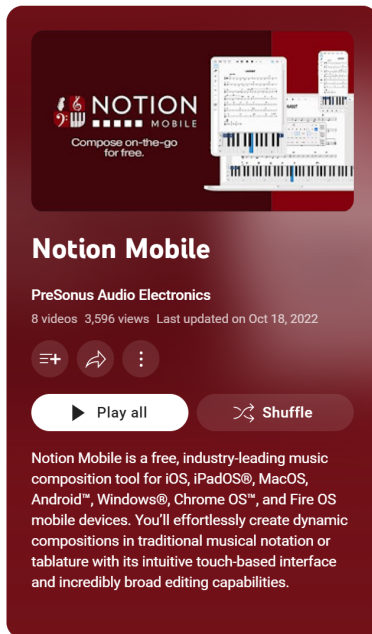 NOTION
MOBILE
Compose on-the-go
for free.
Notion Mobile
PreSonus Audio Electronics
8 videos 3,596 views Last updated on Oct 18, 2022
Play all
Shuffle
Notion Mobile is a free, industry-leading music
composition tool for iOS, iPadOS®, MacOS,
Android™, Windows®, Chrome OS™, and Fire OS
mobile devices. You’ll effortlessly create dynamic
compositions in traditional musical notation or
tablature with its intuitive touch-based interface
and incredibly broad editing capabilities.